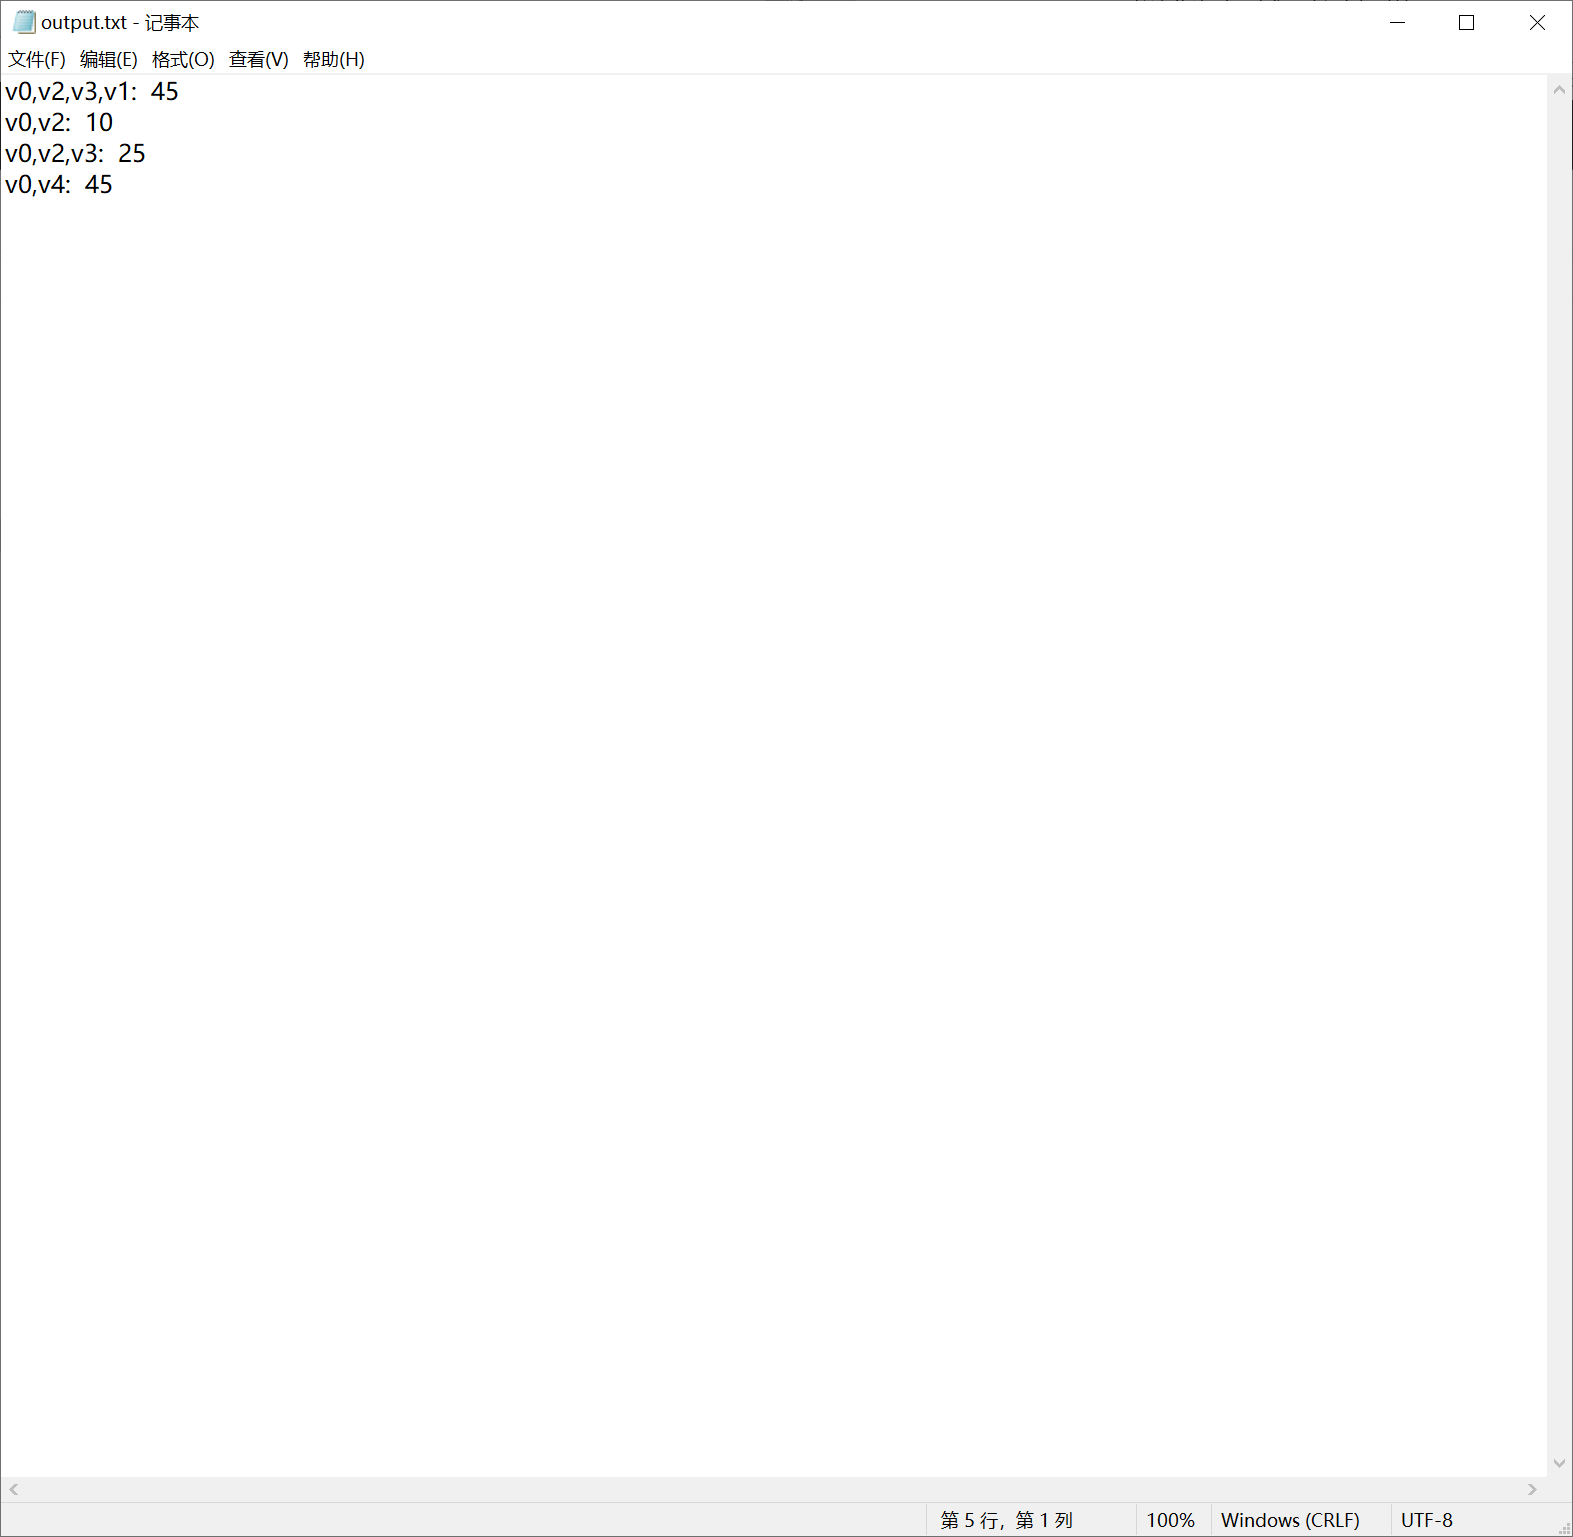 output.txt - 记事本
文件(F) 编辑(E) 格式(O) 查看(V) 帮助(H)
v0,v2,v3,v1:  45
v0,v2:  10
v0,v2,v3:  25
v0,v4:  45
第 5 行，第 1 列 100% Windows (CRLF) UTF-8